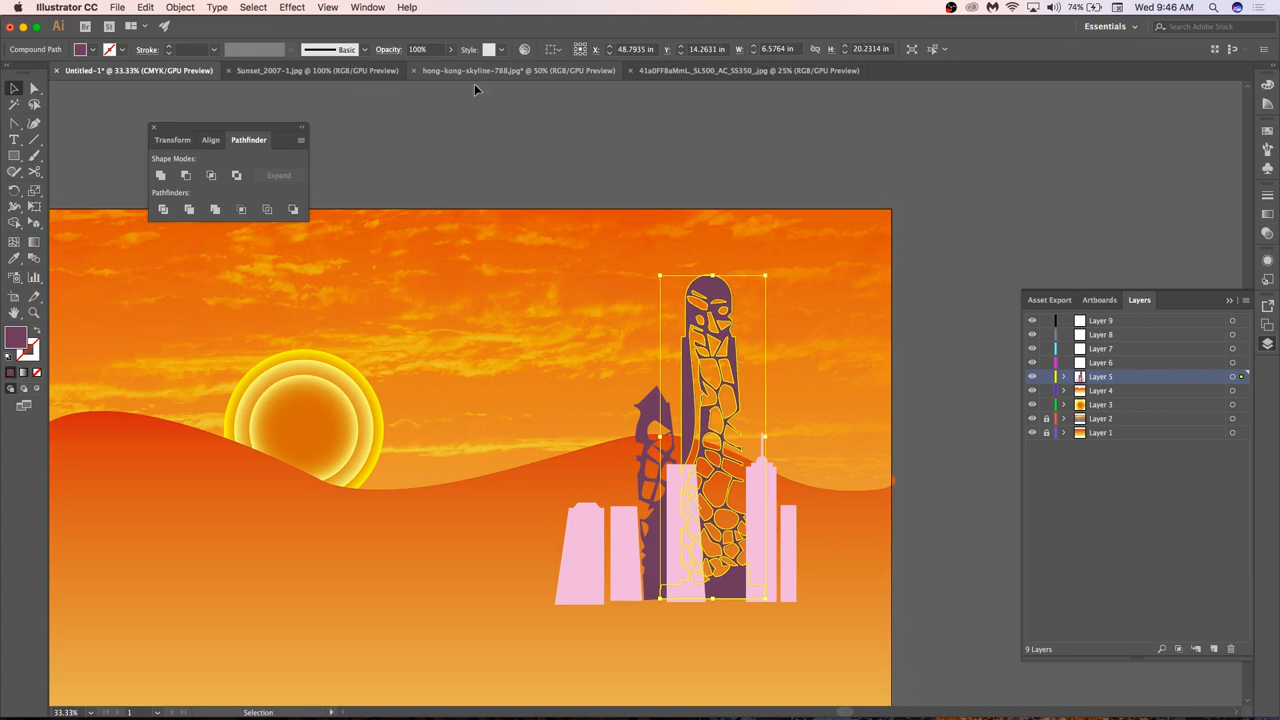 Illustrator CC File Edit Object Type Select Effect View Window Help 74% Wed 9:46 AM
Ai Br St Essentials Search Adobe Stock
Compound Path Stroke: Basic Opacity: 100% Style: X: 48.7935 in Y: 14.2631 in W: 6.5764 in H: 20.2314 in
Untitled-1* @ 33.33% (CMYK/GPU Preview) Sunset_2007-1.jpg @ 100% (RGB/GPU Preview) hong-kong-skyline-788.jpg* @ 50% (RGB/GPU Preview) 41a0FF8aMmL._SL500_AC_SS350_.jpg @ 25% (RGB/GPU Preview)
Transform Align Pathfinder
Shape Modes:
Expand
Pathfinders:
Asset Export Artboards Layers
Layer 9
Layer 8
Layer 7
Layer 6
Layer 5
Layer 4
Layer 3
Layer 2
Layer 1
9 Layers
33.33% 1 Selection